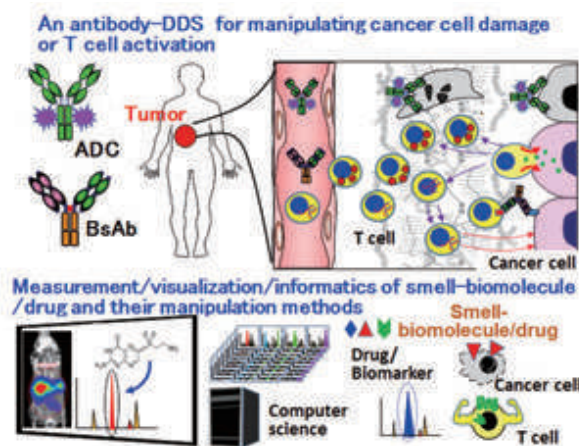 An antibody-DDS for manipulating cancer cell damage
or T cell activation
Tumor
ADC
BsAb
T cell
Cancer cell
Measurement/visualization/informatics of smell-biomolecule
/drug and their manipulation methods
Smell-
biomolecule/drug
Drug/
Biomarker
Computer
science
Cancer cell
T cell